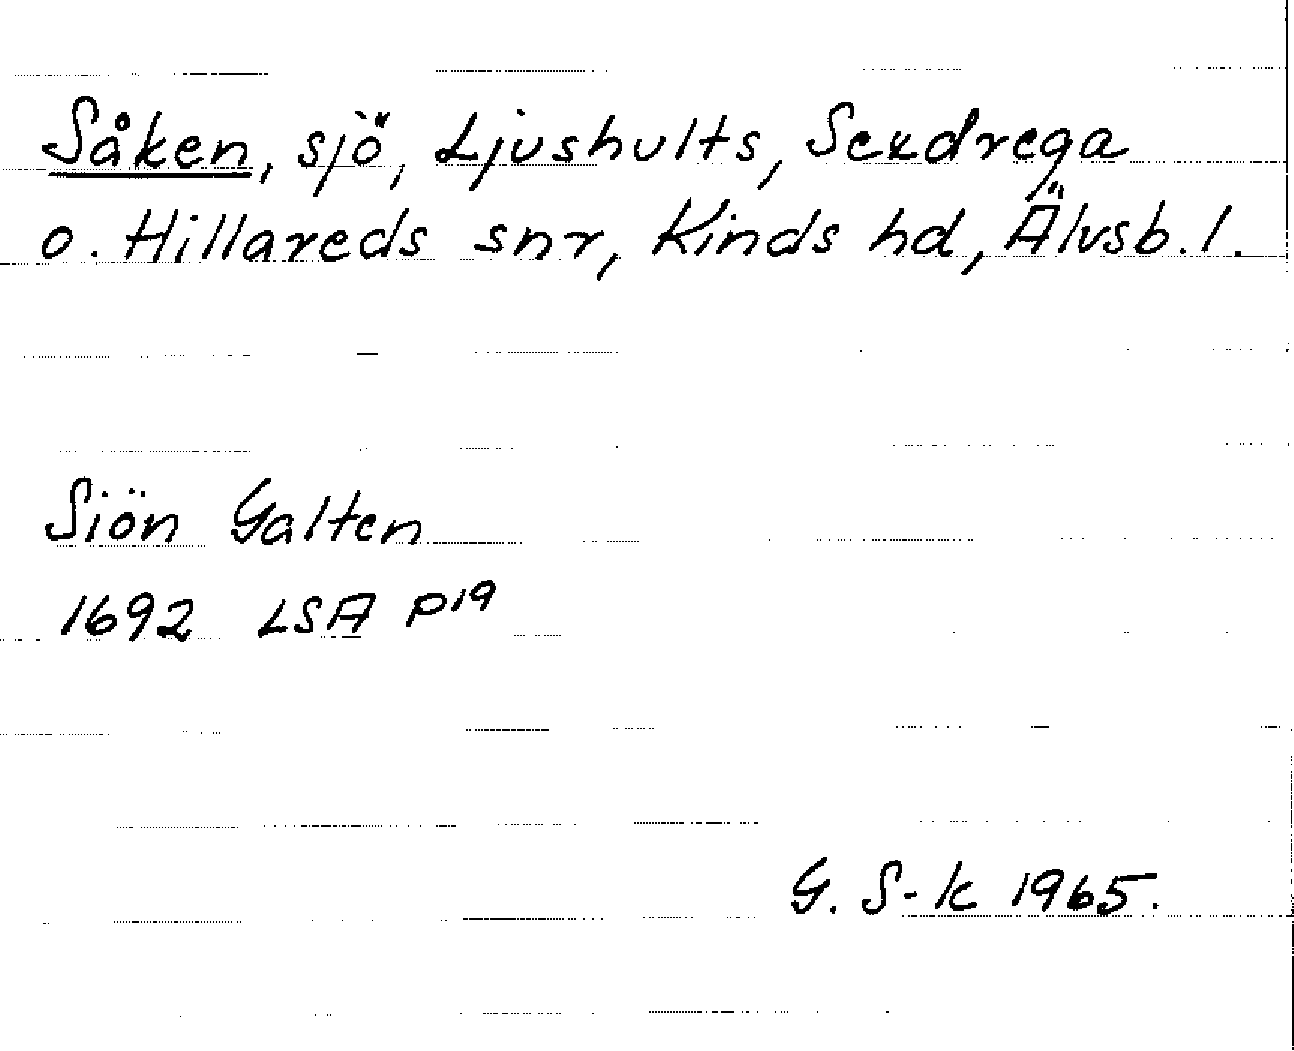 Såken, sjö, Ljushults, Sexdrega
o. Hillareds snr, Kinds hd, Älvsb. l.
Siön Galten
1692 LSA P19
G. S-k 1965.